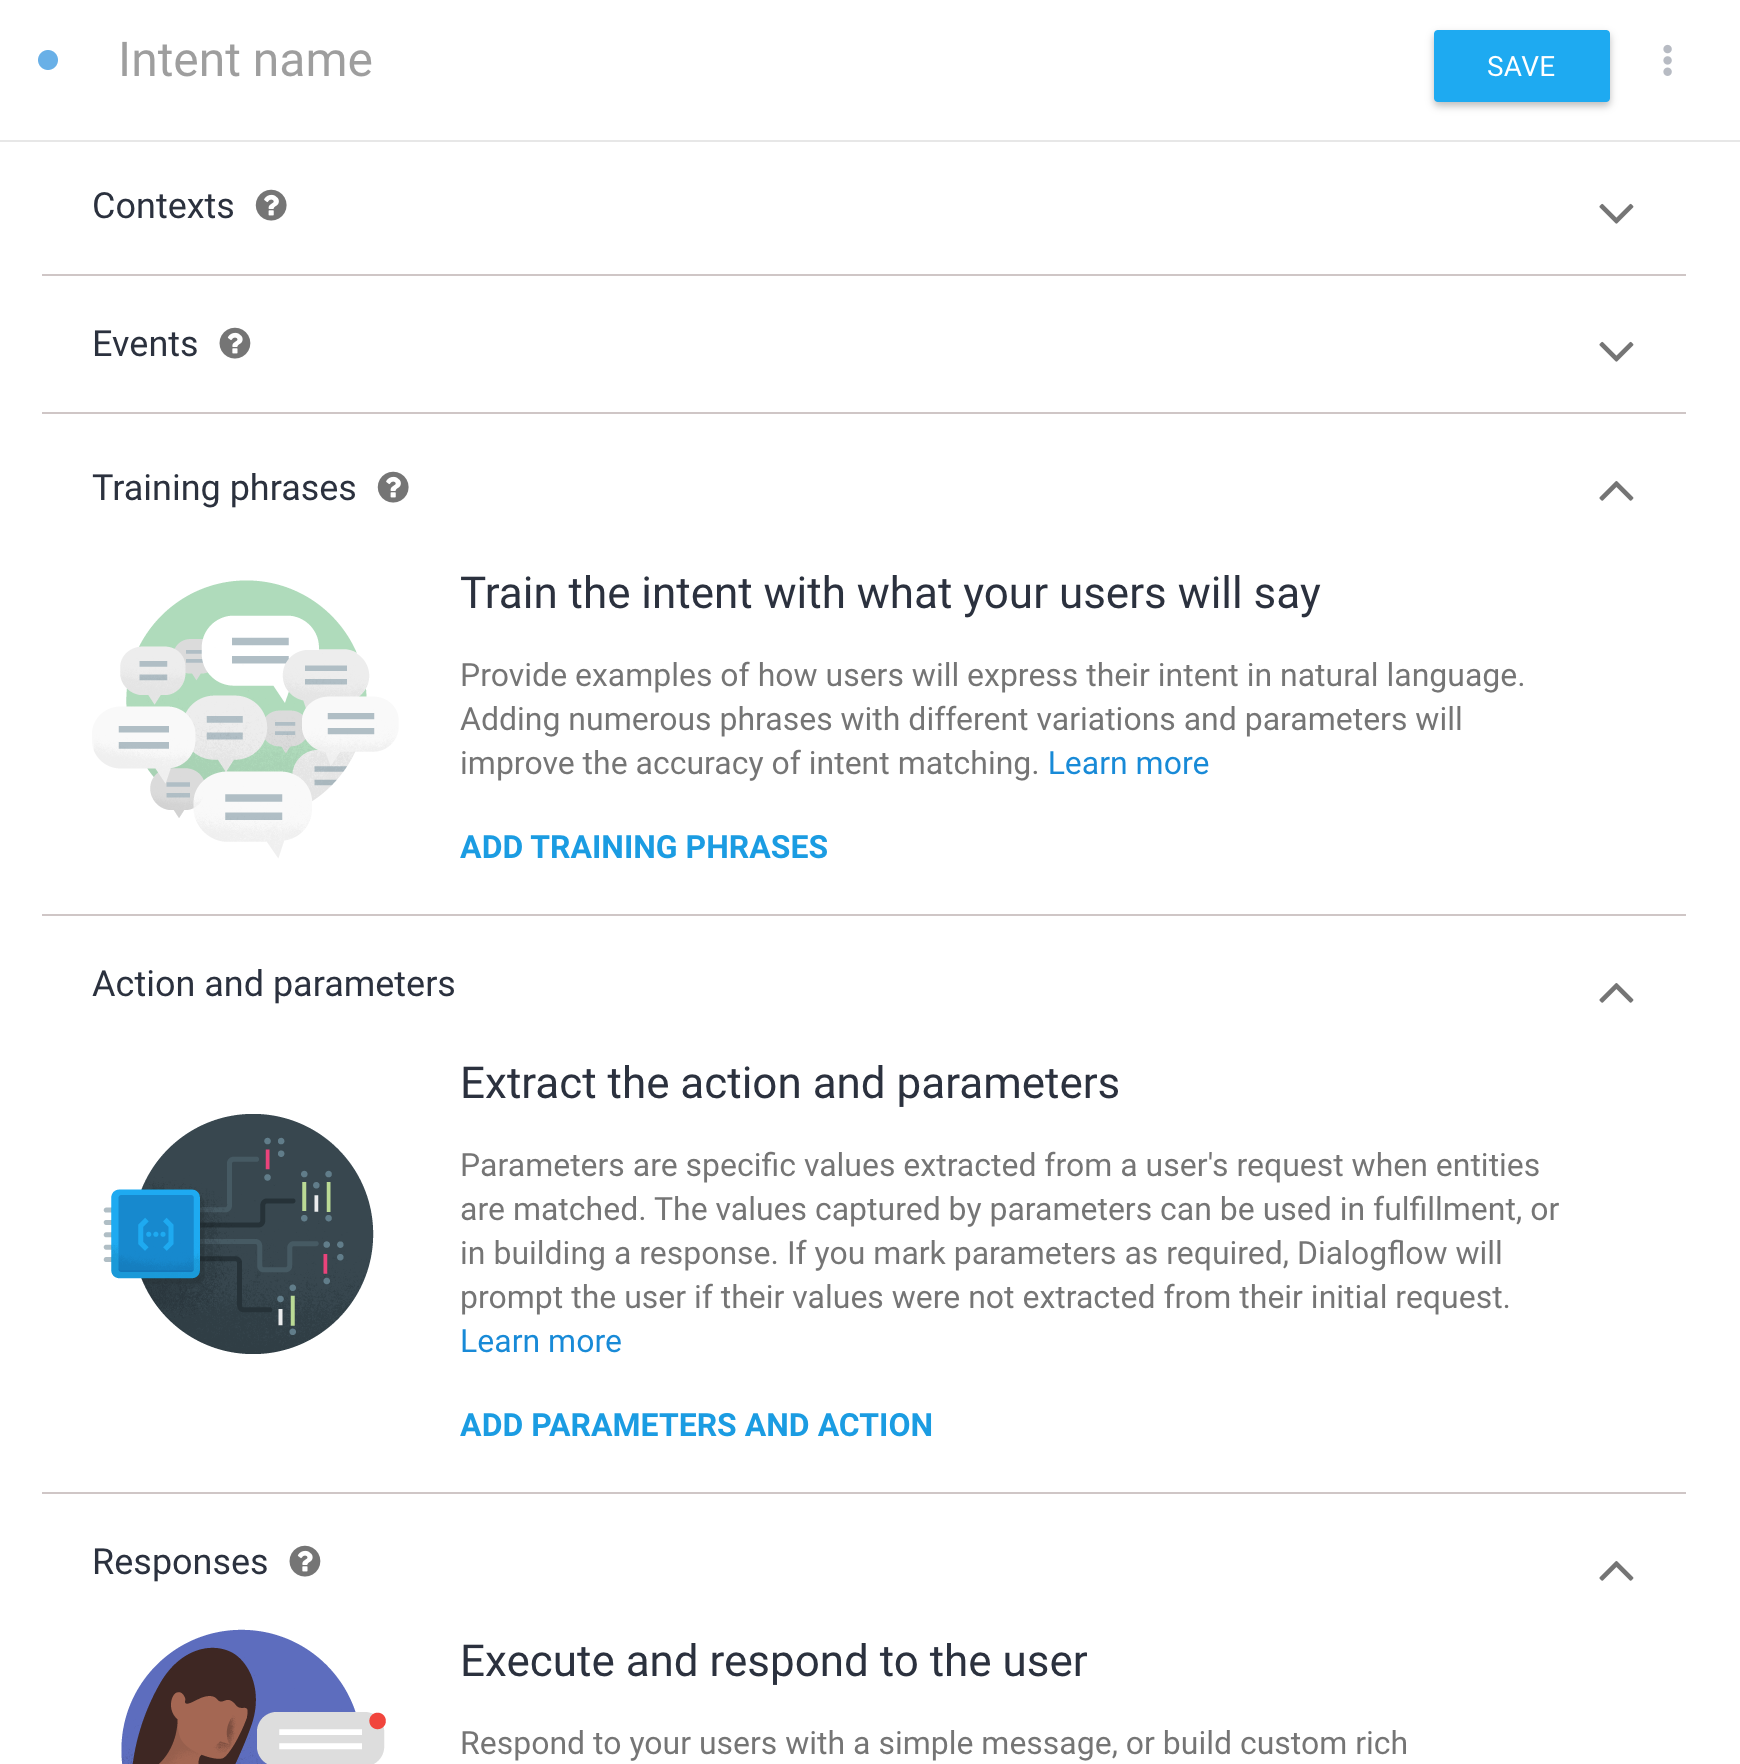 Intent name
SAVE
Contexts
Events
Training phrases
Train the intent with what your users will say
Provide examples of how users will express their intent in natural language.
Adding numerous phrases with different variations and parameters will
improve the accuracy of intent matching. Learn more
ADD TRAINING PHRASES
Action and parameters
Extract the action and parameters
Parameters are specific values extracted from a user's request when entities
are matched. The values captured by parameters can be used in fulfillment, or
in building a response. If you mark parameters as required, Dialogflow will
prompt the user if their values were not extracted from their initial request.
Learn more
ADD PARAMETERS AND ACTION
Responses
Execute and respond to the user
Respond to your users with a simple message, or build custom rich